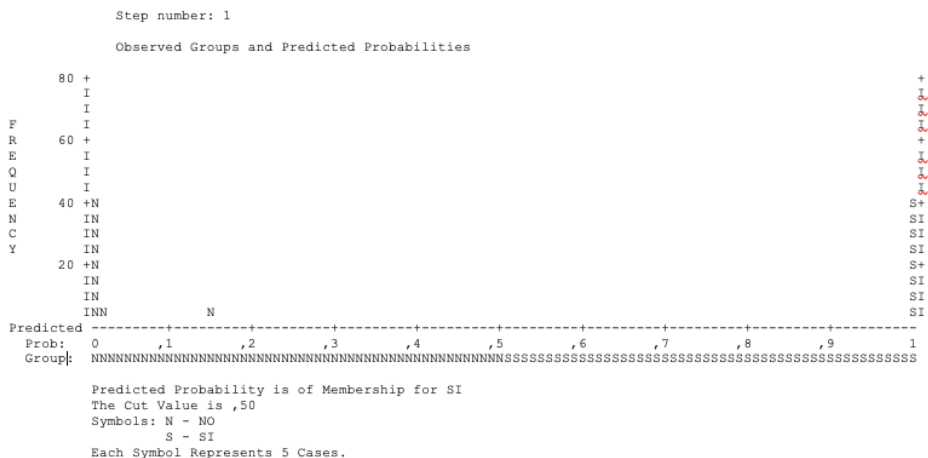 Step number: 1
Observed Groups and Predicted Probabilities
80 + +
I I
I I
F I I
R 60 + +
E I I
Q I I
U I I
E 40 +N S+
N IN SI
C IN SI
Y IN SI
20 +N S+
IN SI
IN SI
INN N SI
Predicted ---------+---------+---------+---------+---------+---------+---------+---------+---------+----------
Prob: 0 ,1 ,2 ,3 ,4 ,5 ,6 ,7 ,8 ,9 1
Group: NNNNNNNNNNNNNNNNNNNNNNNNNNNNNNNNNNNNNNNNNNNNNNNNNNSSSSSSSSSSSSSSSSSSSSSSSSSSSSSSSSSSSSSSSSSSSSSSSSSS
Predicted Probability is of Membership for SI
The Cut Value is ,50
Symbols: N - NO
S - SI
Each Symbol Represents 5 Cases.